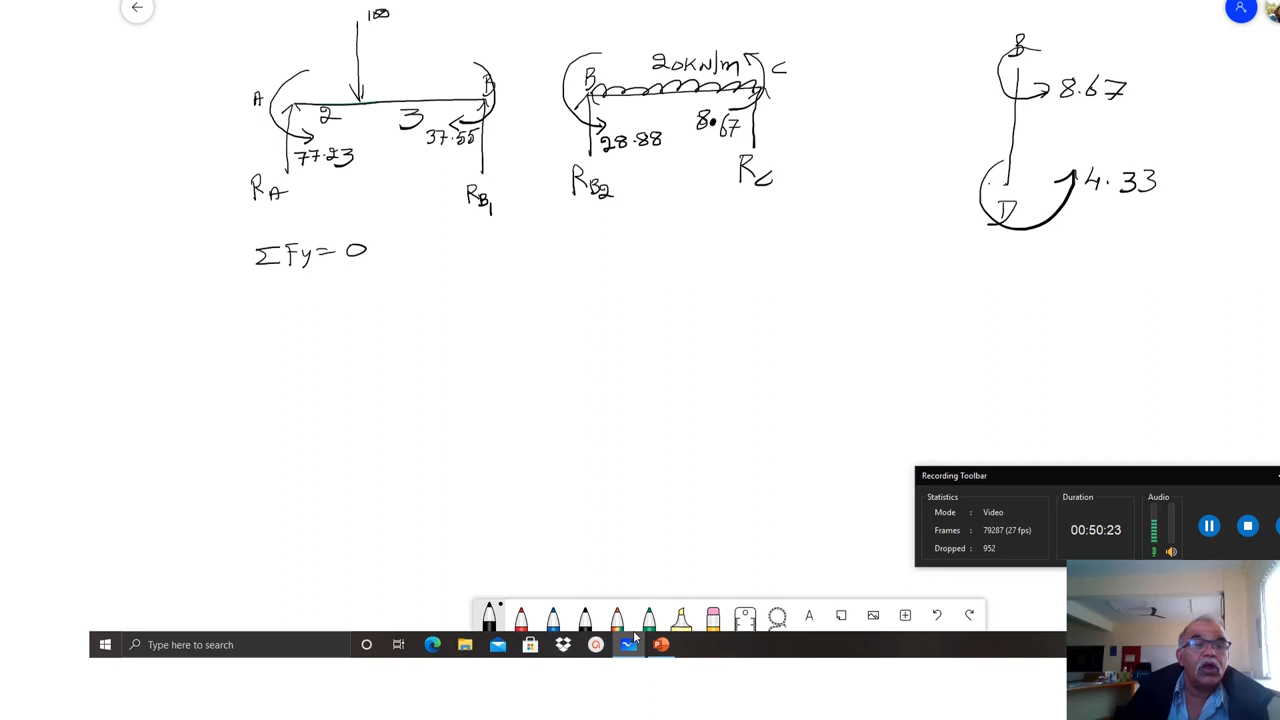 100
A
2
3
B
77.23
37.55
RA
RB1
B
20KN/m
C
28.88
8.67
RB2
RC
B
8.67
D
4.33
ΣFy= 0
Recording Toolbar
Statistics
Duration
Audio
Mode : Video
Frames : 79287 (27 fps)
Dropped : 952
00:50:23
A
Type here to search